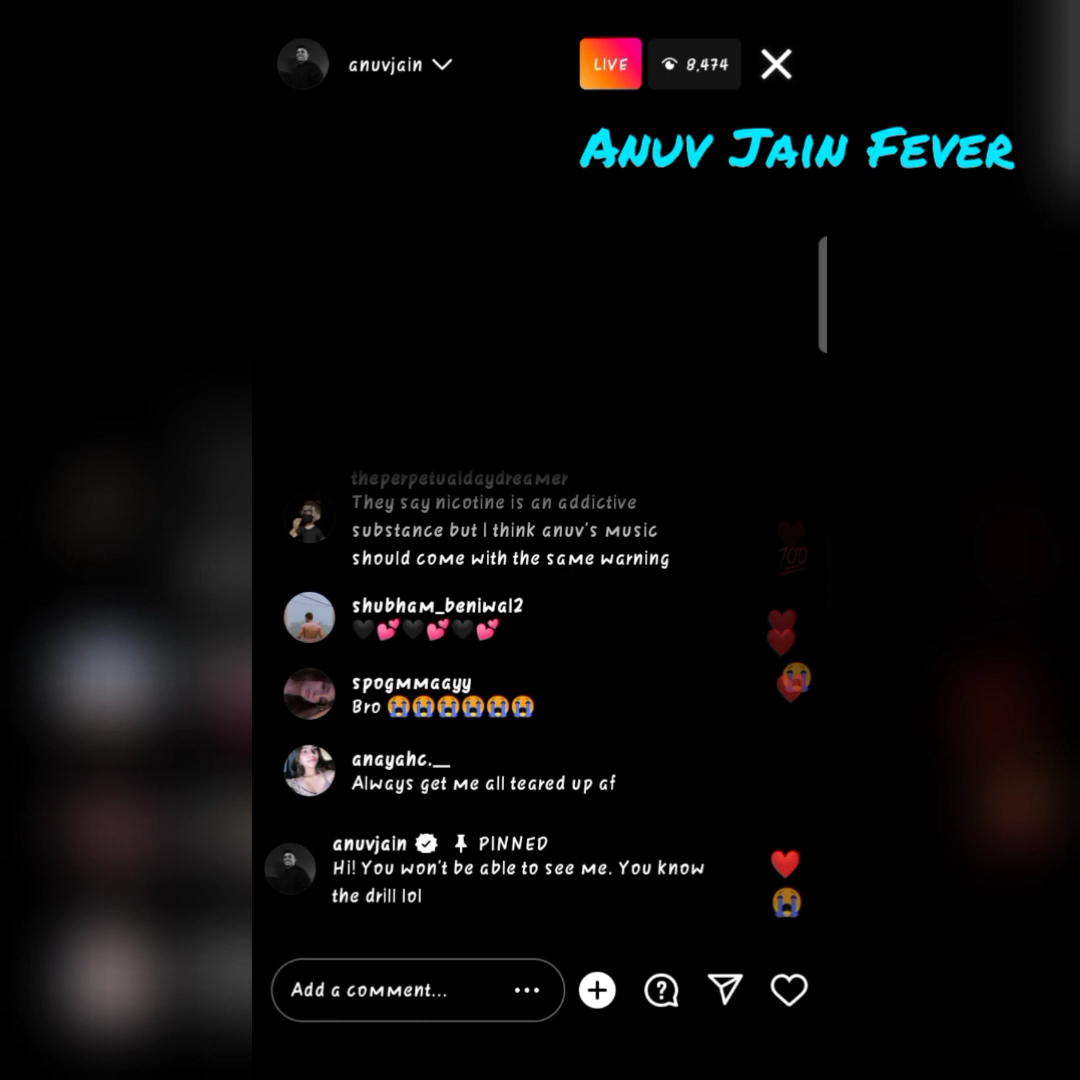 anuvjain
LIVE
8,474
ANUV JAIN FEVER
theperpetualdaydreamer
They say nicotine is an addictive
substance but I think anuv's music
should come with the same warning
shubham_beniwal2
🖤💕🖤💕🖤💕
spogmmaayy
Bro 😭😭😭😭😭😭
anayahc.__
Always get me all teared up af
anuvjain PINNED
Hi! You won't be able to see me. You know
the drill lol
Add a comment...